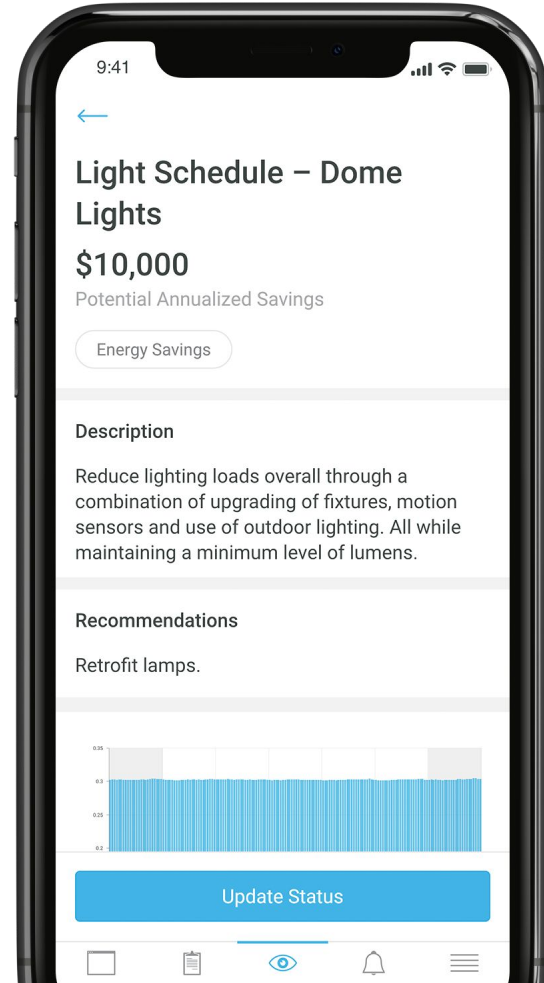 9:41
Light Schedule – Dome
Lights
$10,000
Potential Annualized Savings
Energy Savings
Description
Reduce lighting loads overall through a
combination of upgrading of fixtures, motion
sensors and use of outdoor lighting. All while
maintaining a minimum level of lumens.
Recommendations
Retrofit lamps.
0.35
0.3
0.25
0.2
Update Status